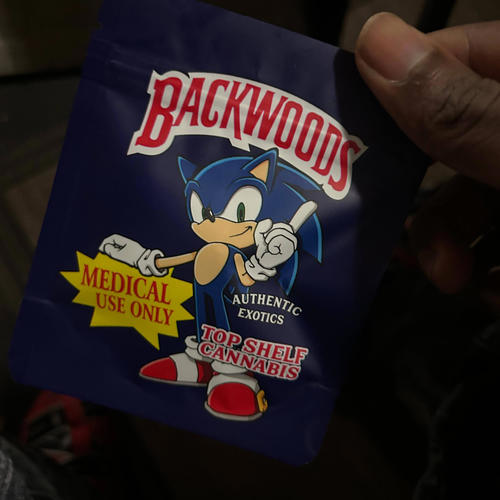 BACKWOODS
MEDICAL
USE ONLY
AUTHENTIC
EXOTICS
TOP SHELF
CANNABIS